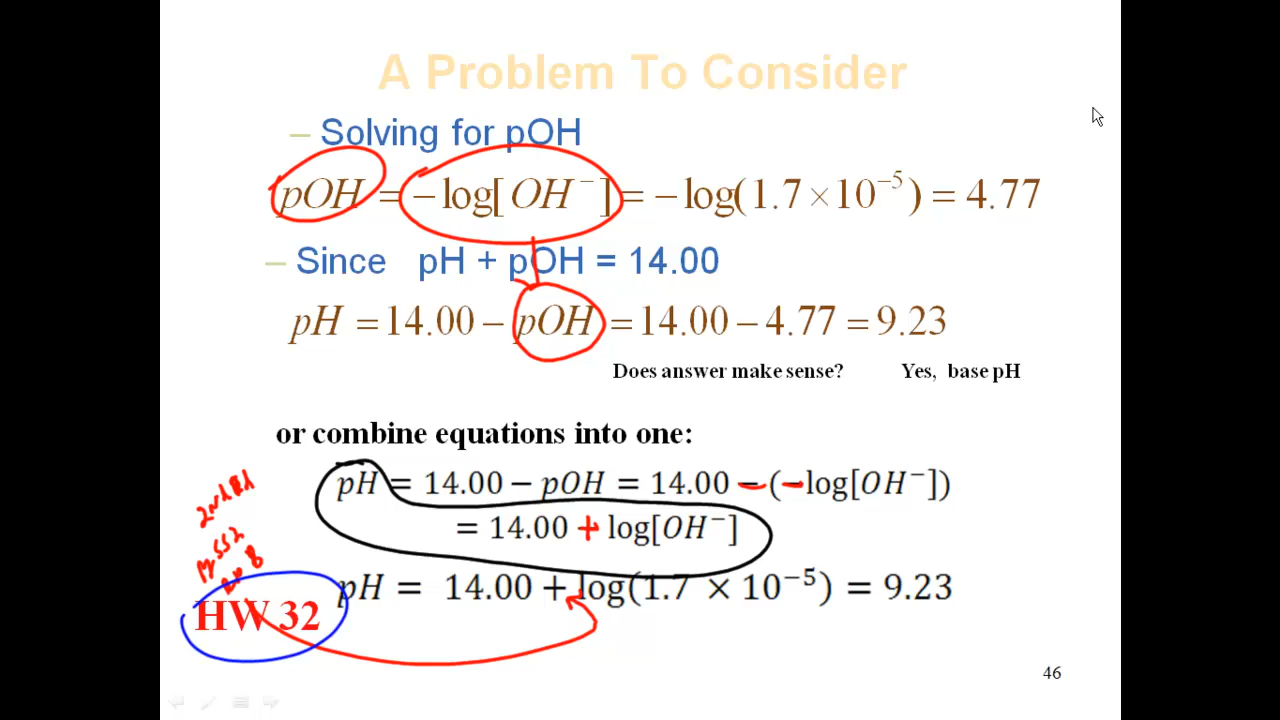 A Problem To Consider
– Solving for pOH
pOH = −log[OH⁻] = −log(1.7×10⁻⁵) = 4.77
– Since pH + pOH = 14.00
pH = 14.00 − pOH = 14.00 − 4.77 = 9.23
Does answer make sense? Yes, base pH
or combine equations into one:
pH = 14.00 − pOH = 14.00 − (−log[OH⁻])
= 14.00 + log[OH⁻]
pH = 14.00 + log(1.7 × 10⁻⁵) = 9.23
HW 32
46